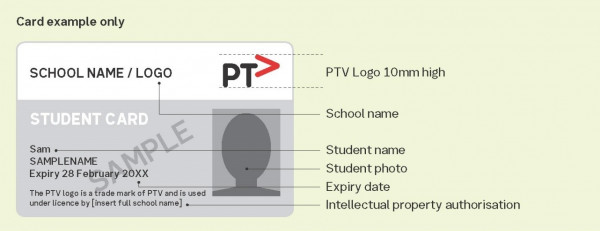 Card example only
SCHOOL NAME / LOGO
PT>
PTV Logo 10mm high
School name
STUDENT CARD
SAMPLE
Sam
SAMPLENAME
Expiry 28 February 20XX
The PTV logo is a trade mark of PTV and is used
under licence by [insert full school name]
Student name
Student photo
Expiry date
Intellectual property authorisation